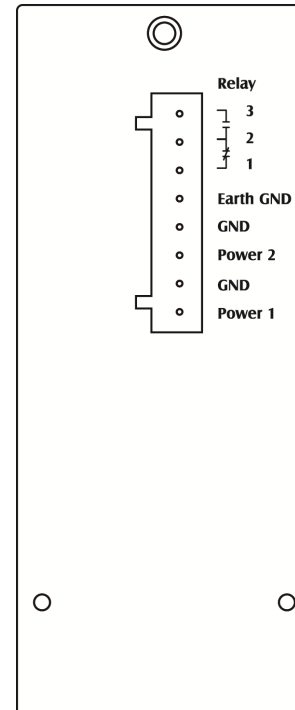 Relay
3
2
1
Earth GND
GND
Power 2
GND
Power 1